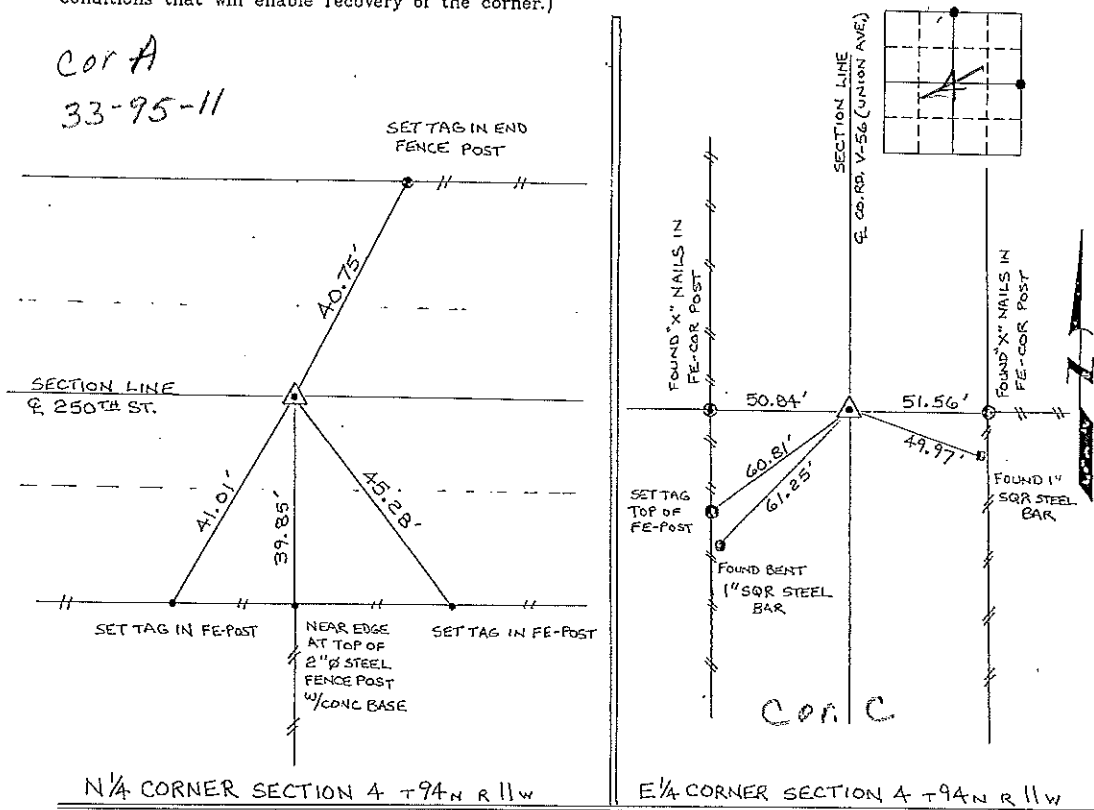 conditions that will enable recovery of the corner.)
Cor A
33-95-11
SET TAG IN END
FENCE POST
40.75'
SECTION LINE
℄ 250TH ST.
41.01'
39.85'
45.28'
SET TAG IN FE-POST
NEAR EDGE
AT TOP OF
2"Ø STEEL
FENCE POST
W/CONC BASE
SET TAG IN FE-POST
N 1/4 CORNER SECTION 4 T94N R 11W
SECTION LINE
℄ CO. RD. V-56 (UNION AVE.)
4
FOUND "X" NAILS IN
FE-COR POST
FOUND "X" NAILS IN
FE-COR POST
50.84'
51.56'
60.81'
61.25'
49.97'
SET TAG
TOP OF
FE-POST
FOUND 1"
SQR STEEL
BAR
FOUND BENT
1" SQR STEEL
BAR
Cor. C
E 1/4 CORNER SECTION 4 T94N R 11W